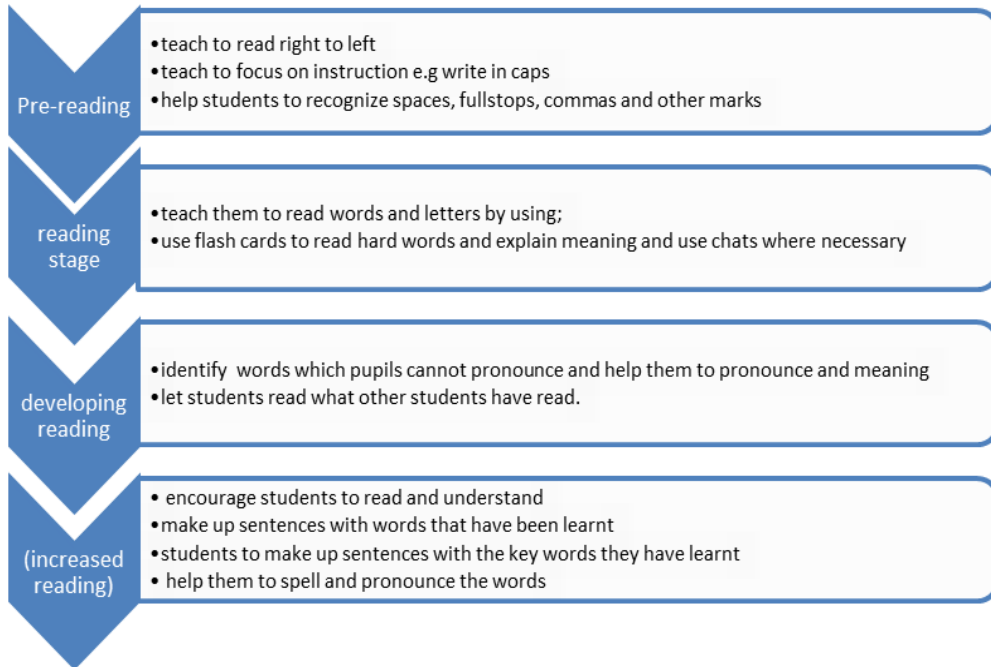 Pre-reading
•teach to read right to left
•teach to focus on instruction e.g write in caps
•help students to recognize spaces, fullstops, commas and other marks
reading
stage
•teach them to read words and letters by using;
•use flash cards to read hard words and explain meaning and use chats where necessary
developing
reading
•identify  words which pupils cannot pronounce and help them to pronounce and meaning
•let students read what other students have read.
(increased
reading)
• encourage students to read and understand
•make up sentences with words that have been learnt
•students to make up sentences with the key words they have learnt
• help them to spell and pronounce the words